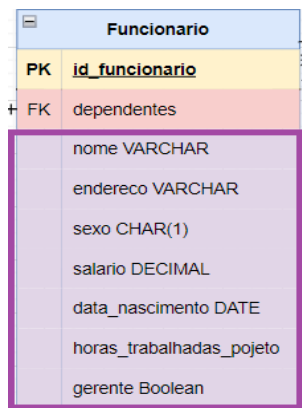 Funcionario
PK id_funcionario
FK dependentes
nome VARCHAR
endereco VARCHAR
sexo CHAR(1)
salario DECIMAL
data_nascimento DATE
horas_trabalhadas_pojeto
gerente Boolean